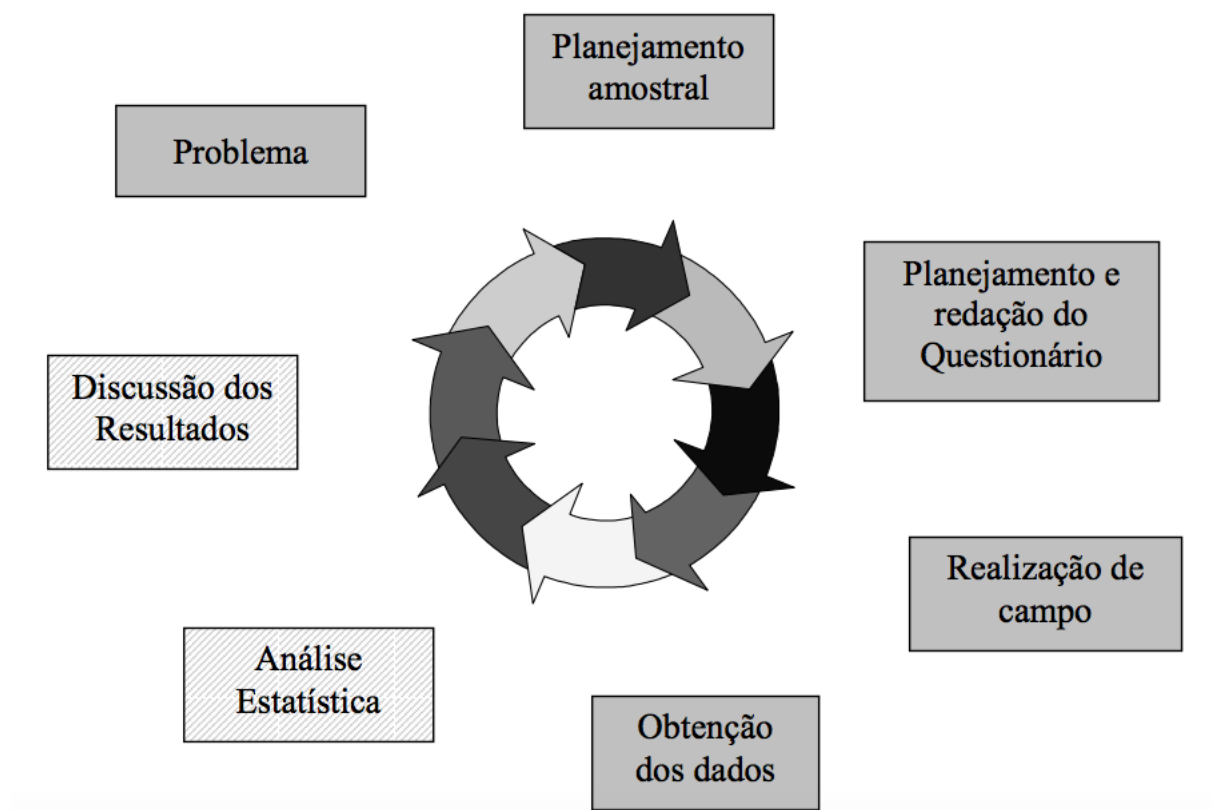 Planejamento
amostral
Problema
Planejamento e
redação do
Questionário
Discussão dos
Resultados
Realização de
campo
Análise
Estatística
Obtenção
dos dados